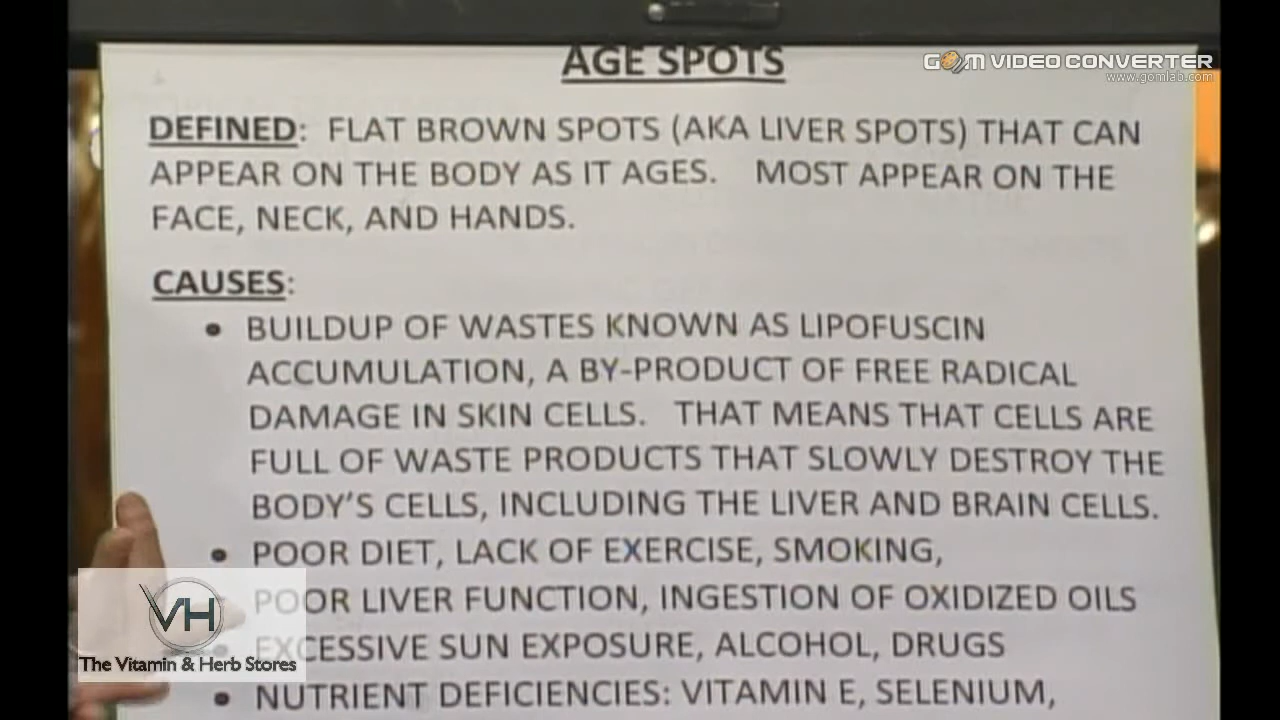 AGE SPOTS
GOM VIDEO CONVERTER
www.gomlab.com
DEFINED: FLAT BROWN SPOTS (AKA LIVER SPOTS) THAT CAN
APPEAR ON THE BODY AS IT AGES. MOST APPEAR ON THE
FACE, NECK, AND HANDS.
CAUSES:
• BUILDUP OF WASTES KNOWN AS LIPOFUSCIN
ACCUMULATION, A BY-PRODUCT OF FREE RADICAL
DAMAGE IN SKIN CELLS. THAT MEANS THAT CELLS ARE
FULL OF WASTE PRODUCTS THAT SLOWLY DESTROY THE
BODY'S CELLS, INCLUDING THE LIVER AND BRAIN CELLS.
• POOR DIET, LACK OF EXERCISE, SMOKING,
POOR LIVER FUNCTION, INGESTION OF OXIDIZED OILS
• EXCESSIVE SUN EXPOSURE, ALCOHOL, DRUGS
• NUTRIENT DEFICIENCIES: VITAMIN E, SELENIUM,
VH
The Vitamin & Herb Stores